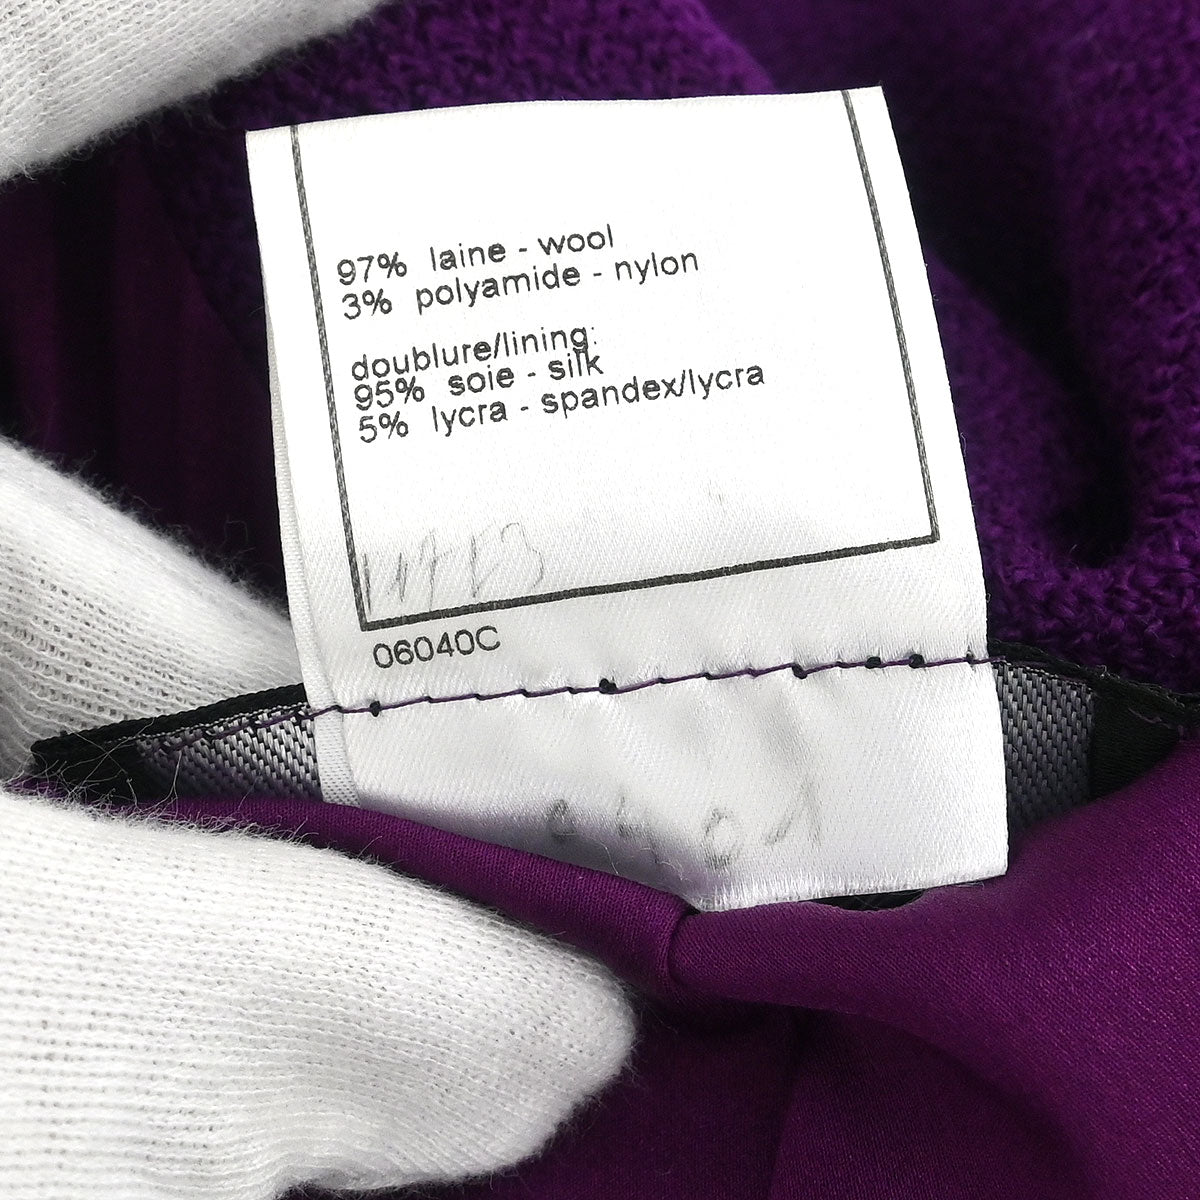 97% laine - wool
3% polyamide - nylon
doublure/lining:
95% soie - silk
5% lycra - spandex/lycra
06040C